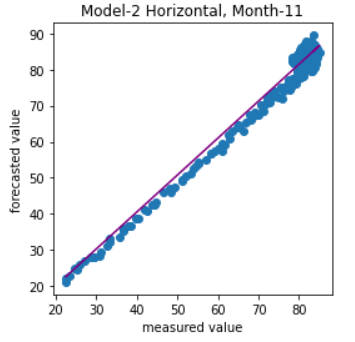 Model-2 Horizontal, Month-11
90
80
70
60
50
40
30
20
forecasted value
20 30 40 50 60 70 80
measured value